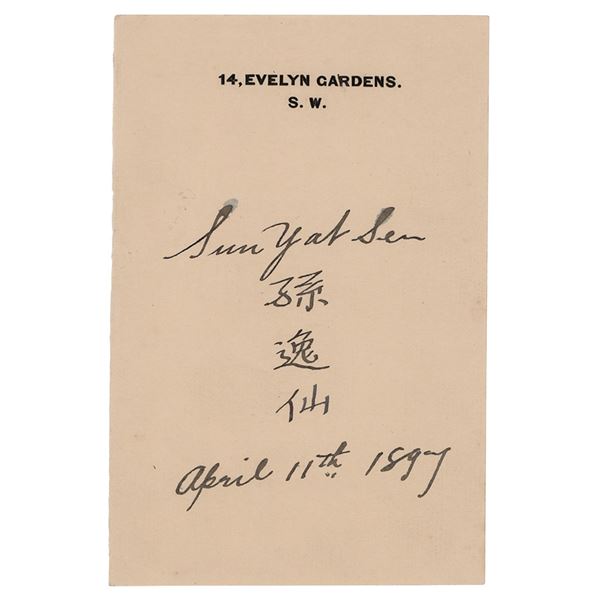 14, EVELYN GARDENS.
S. W.
Sun Yat Sen
孫
逸
仙
April 11th 1897